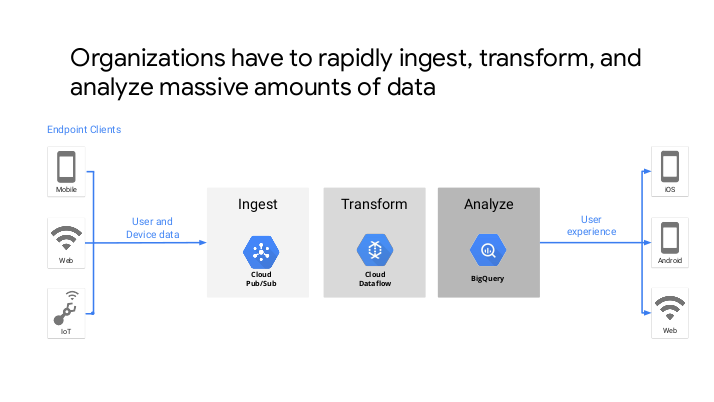 Organizations have to rapidly ingest, transform, and
analyze massive amounts of data
Endpoint Clients
Mobile
Web
IoT
User and
Device data
Ingest
Cloud
Pub/Sub
Transform
Cloud
Dataflow
Analyze
BigQuery
User
experience
iOS
Android
Web